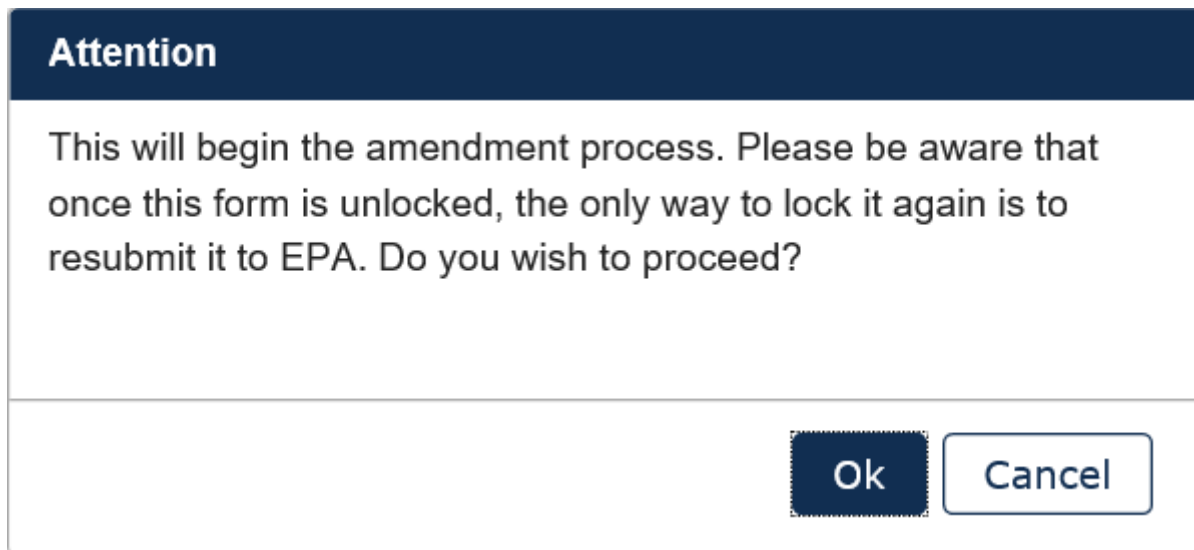 Attention
This will begin the amendment process. Please be aware that
once this form is unlocked, the only way to lock it again is to
resubmit it to EPA. Do you wish to proceed?
Ok
Cancel